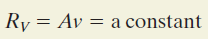 R_V = Av = a constant